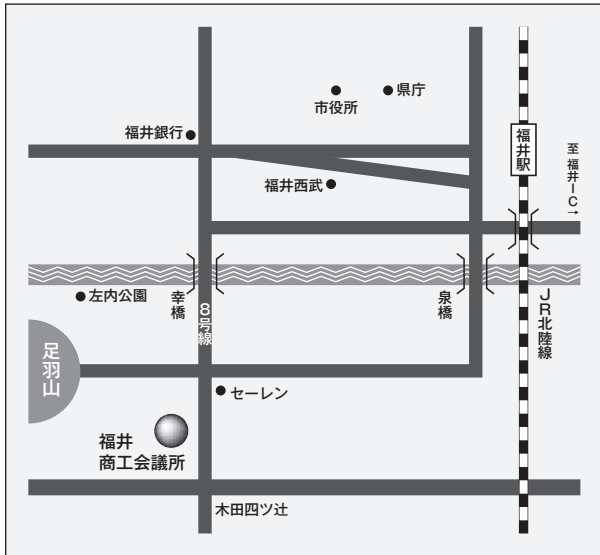 県庁
市役所
福井銀行
福井駅
至 福井IC→
福井西武
左内公園
幸橋
8号線
泉橋
JR北陸線
足羽山
セーレン
福井
商工会議所
木田四ツ辻